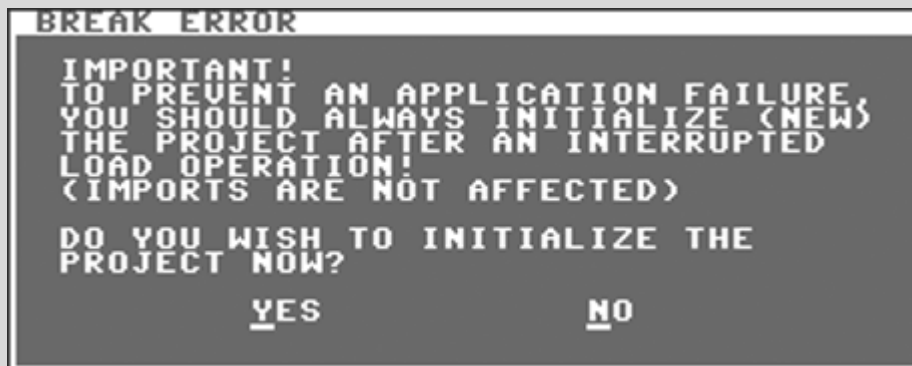 BREAK ERROR
IMPORTANT!
TO PREVENT AN APPLICATION FAILURE,
YOU SHOULD ALWAYS INITIALIZE (NEW)
THE PROJECT AFTER AN INTERRUPTED
LOAD OPERATION!
(IMPORTS ARE NOT AFFECTED)
DO YOU WISH TO INITIALIZE THE
PROJECT NOW?
YES NO